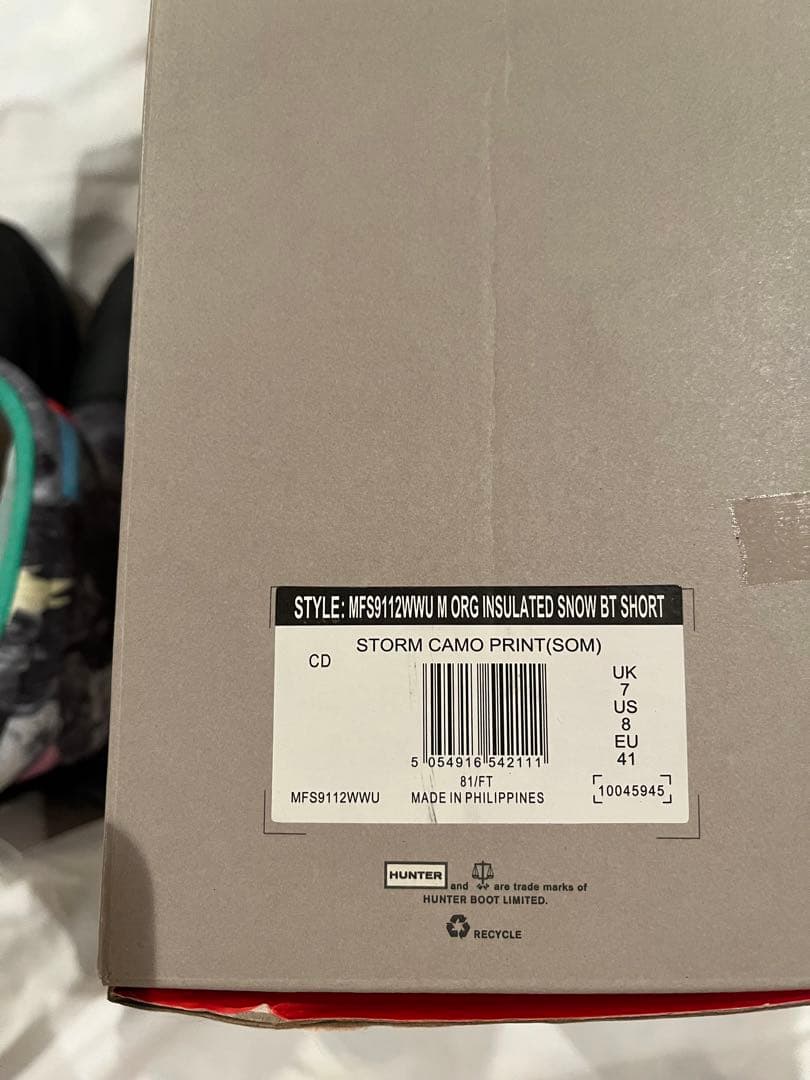 STYLE: MFS9112WWU M ORG INSULATED SNOW BT SHORT
STORM CAMO PRINT(SOM)
CD
UK
7
US
8
EU
41
5 054916 542111
81/FT
MFS9112WWU
MADE IN PHILIPPINES
10045945
HUNTER and are trade marks of
HUNTER BOOT LIMITED.
RECYCLE